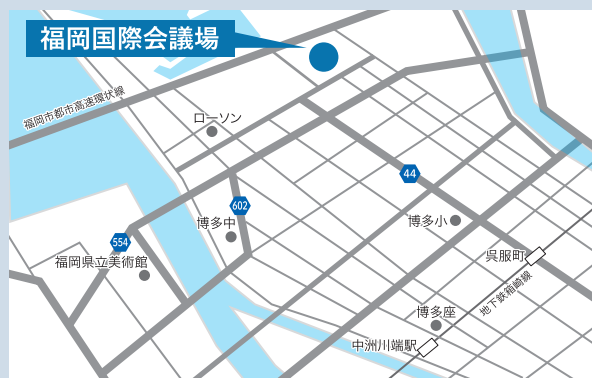 福岡国際会議場
福岡市都市高速環状線
ローソン
44
602
博多中
博多小
554
福岡県立美術館
呉服町
地下鉄箱崎線
博多座
中洲川端駅